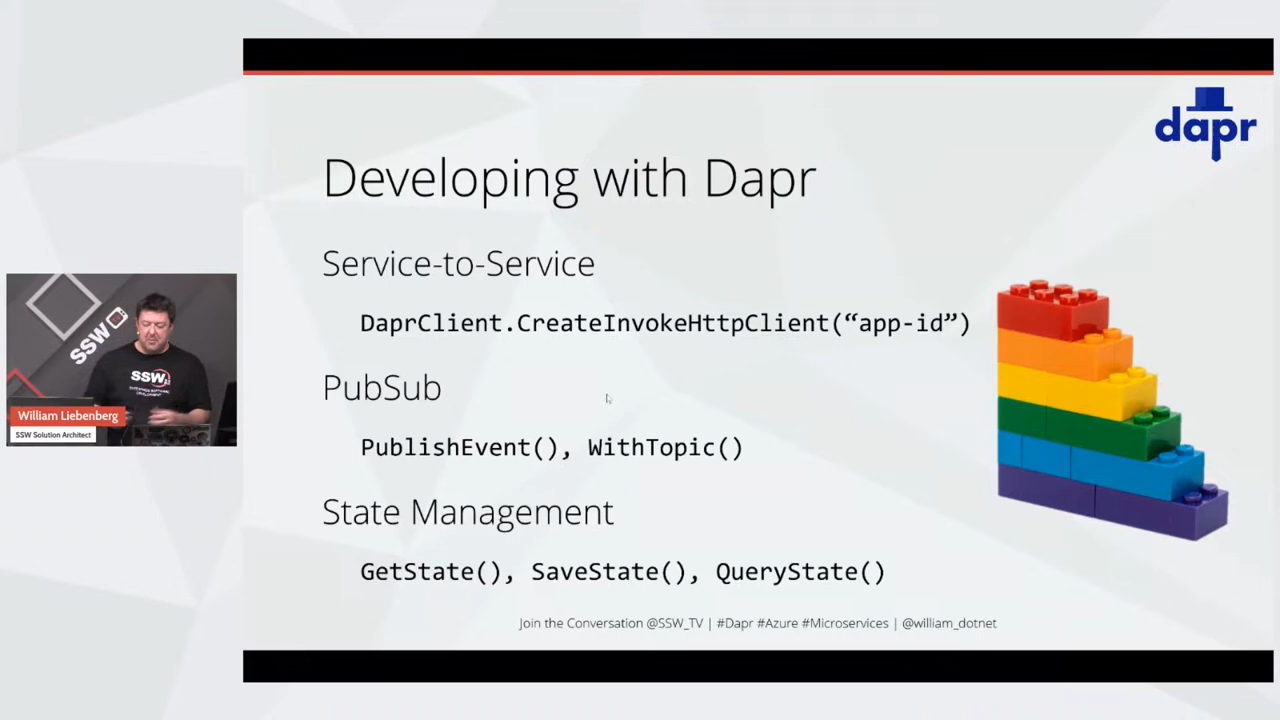 dapr
Developing with Dapr
Service-to-Service
DaprClient.CreateInvokeHttpClient(“app-id”)
PubSub
PublishEvent(), WithTopic()
State Management
GetState(), SaveState(), QueryState()
Join the Conversation @SSW_TV | #Dapr #Azure #Microservices | @william_dotnet
SSW
SSW
William Liebenberg
SSW Solution Architect